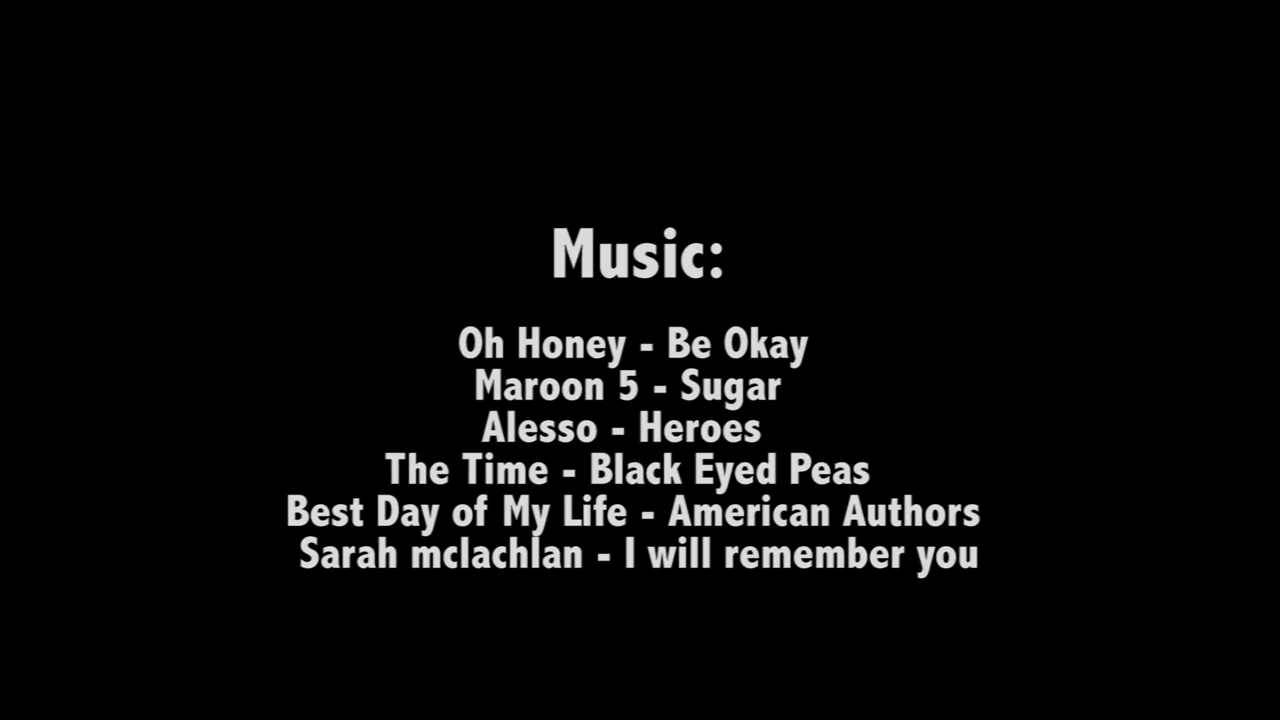 Music:
Oh Honey - Be Okay
Maroon 5 - Sugar
Alesso - Heroes
The Time - Black Eyed Peas
Best Day of My Life - American Authors
Sarah mclachlan - I will remember you